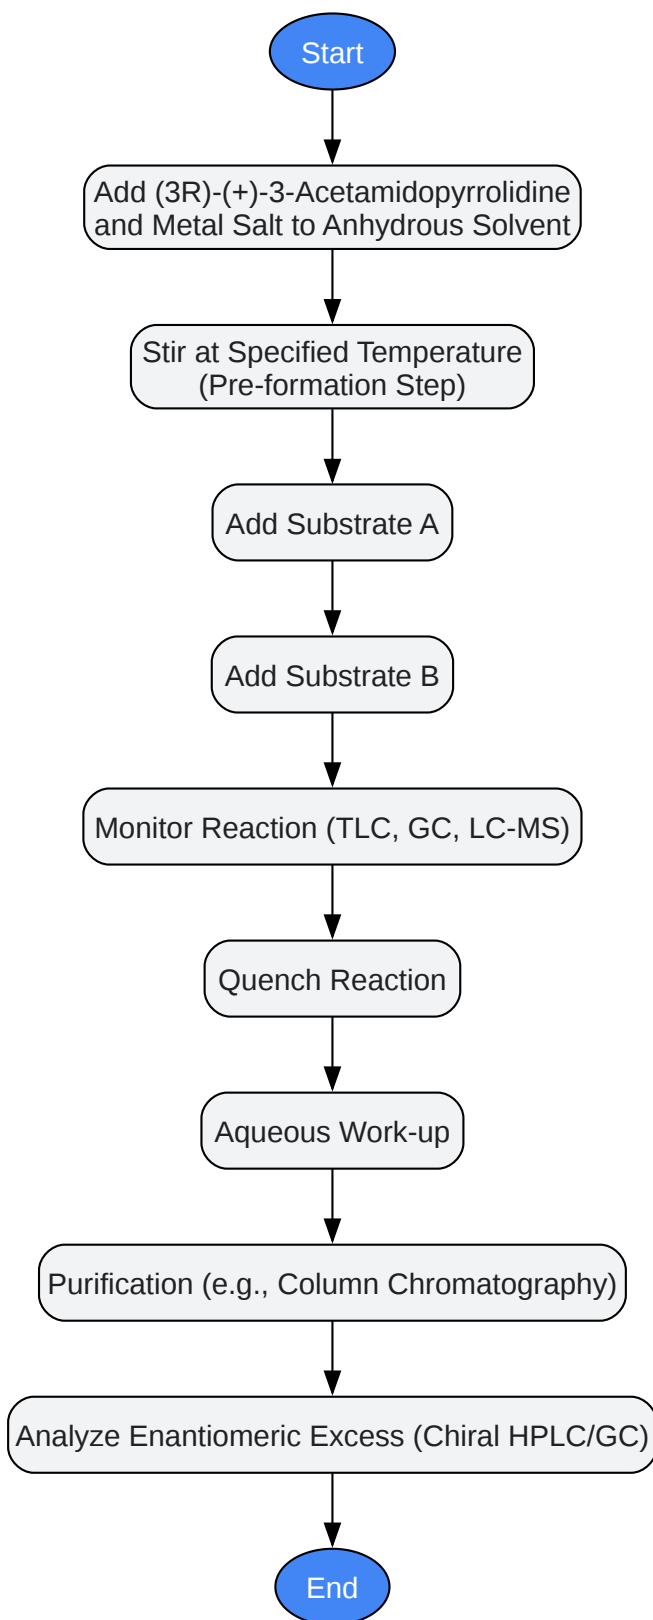 Start
Add (3R)-(+)-3-Acetamidopyrrolidine
and Metal Salt to Anhydrous Solvent
Stir at Specified Temperature
(Pre-formation Step)
Add Substrate A
Add Substrate B
Monitor Reaction (TLC, GC, LC-MS)
Quench Reaction
Aqueous Work-up
Purification (e.g., Column Chromatography)
Analyze Enantiomeric Excess (Chiral HPLC/GC)
End